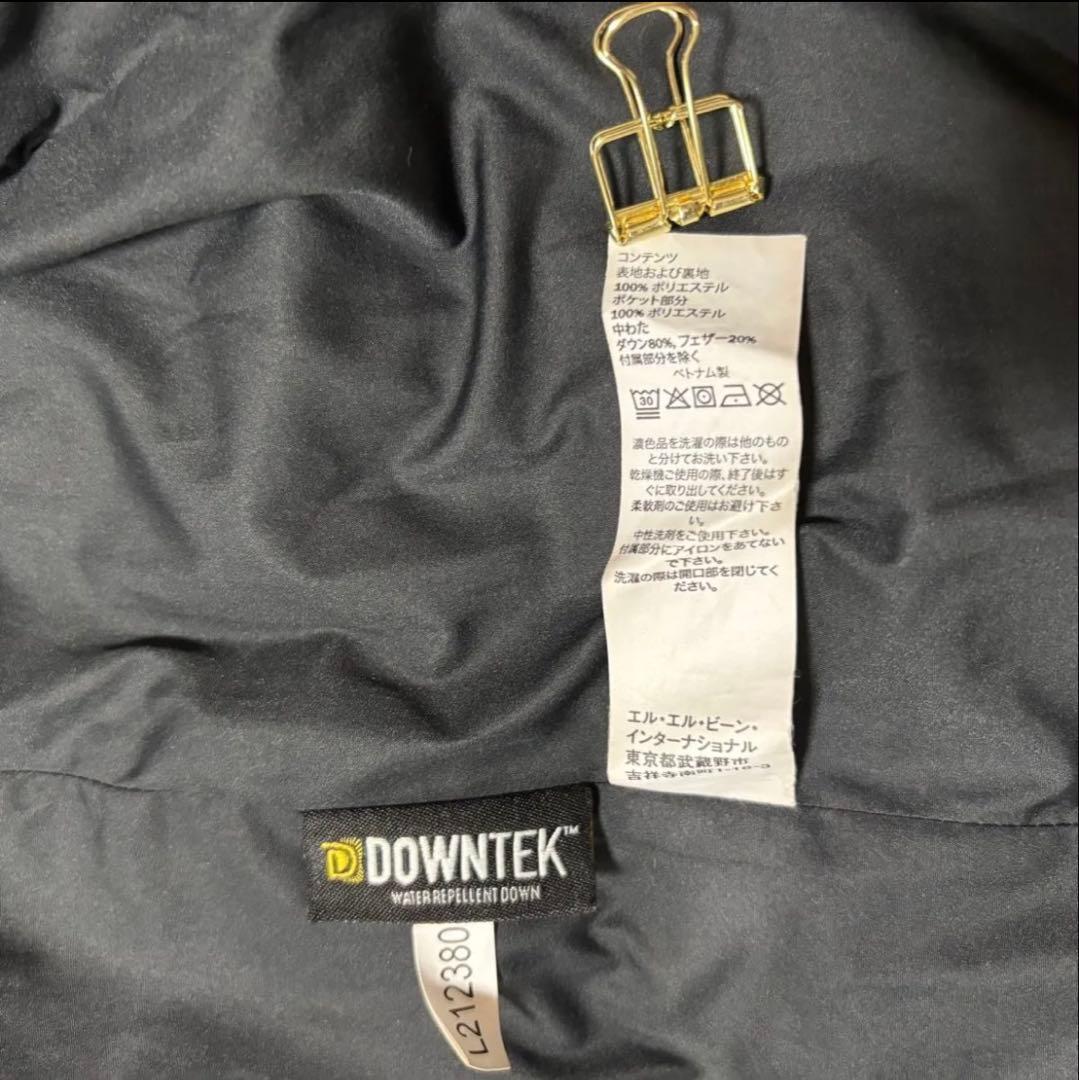 コンテンツ
表地および裏地
100% ポリエステル
ポケット部分
100% ポリエステル
中わた
ダウン80%, フェザー20%
付属部分を除く
ベトナム製
30
濃色品を洗濯の際は他のもの
と分けてお洗い下さい。
乾燥機ご使用の際、終了後はす
ぐに取り出してください。
柔軟剤のご使用はお避け下さ
い。
中性洗剤をご使用下さい。
付属部分にアイロンをあてない
で下さい。
洗濯の際は開口部を閉じてく
ださい。
エル・エル・ビーン・
インターナショナル
東京都武蔵野市
吉祥寺南町
D DOWNTEK™
WATER REPELLENT DOWN
L212380